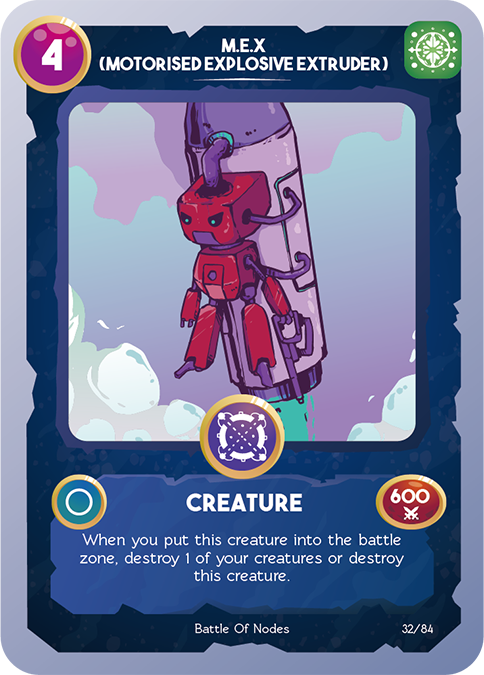 4
M.E.X
(MOTORISED EXPLOSIVE EXTRUDER)
CREATURE
600
When you put this creature into the battle
zone, destroy 1 of your creatures or destroy
this creature.
Battle Of Nodes
32/84